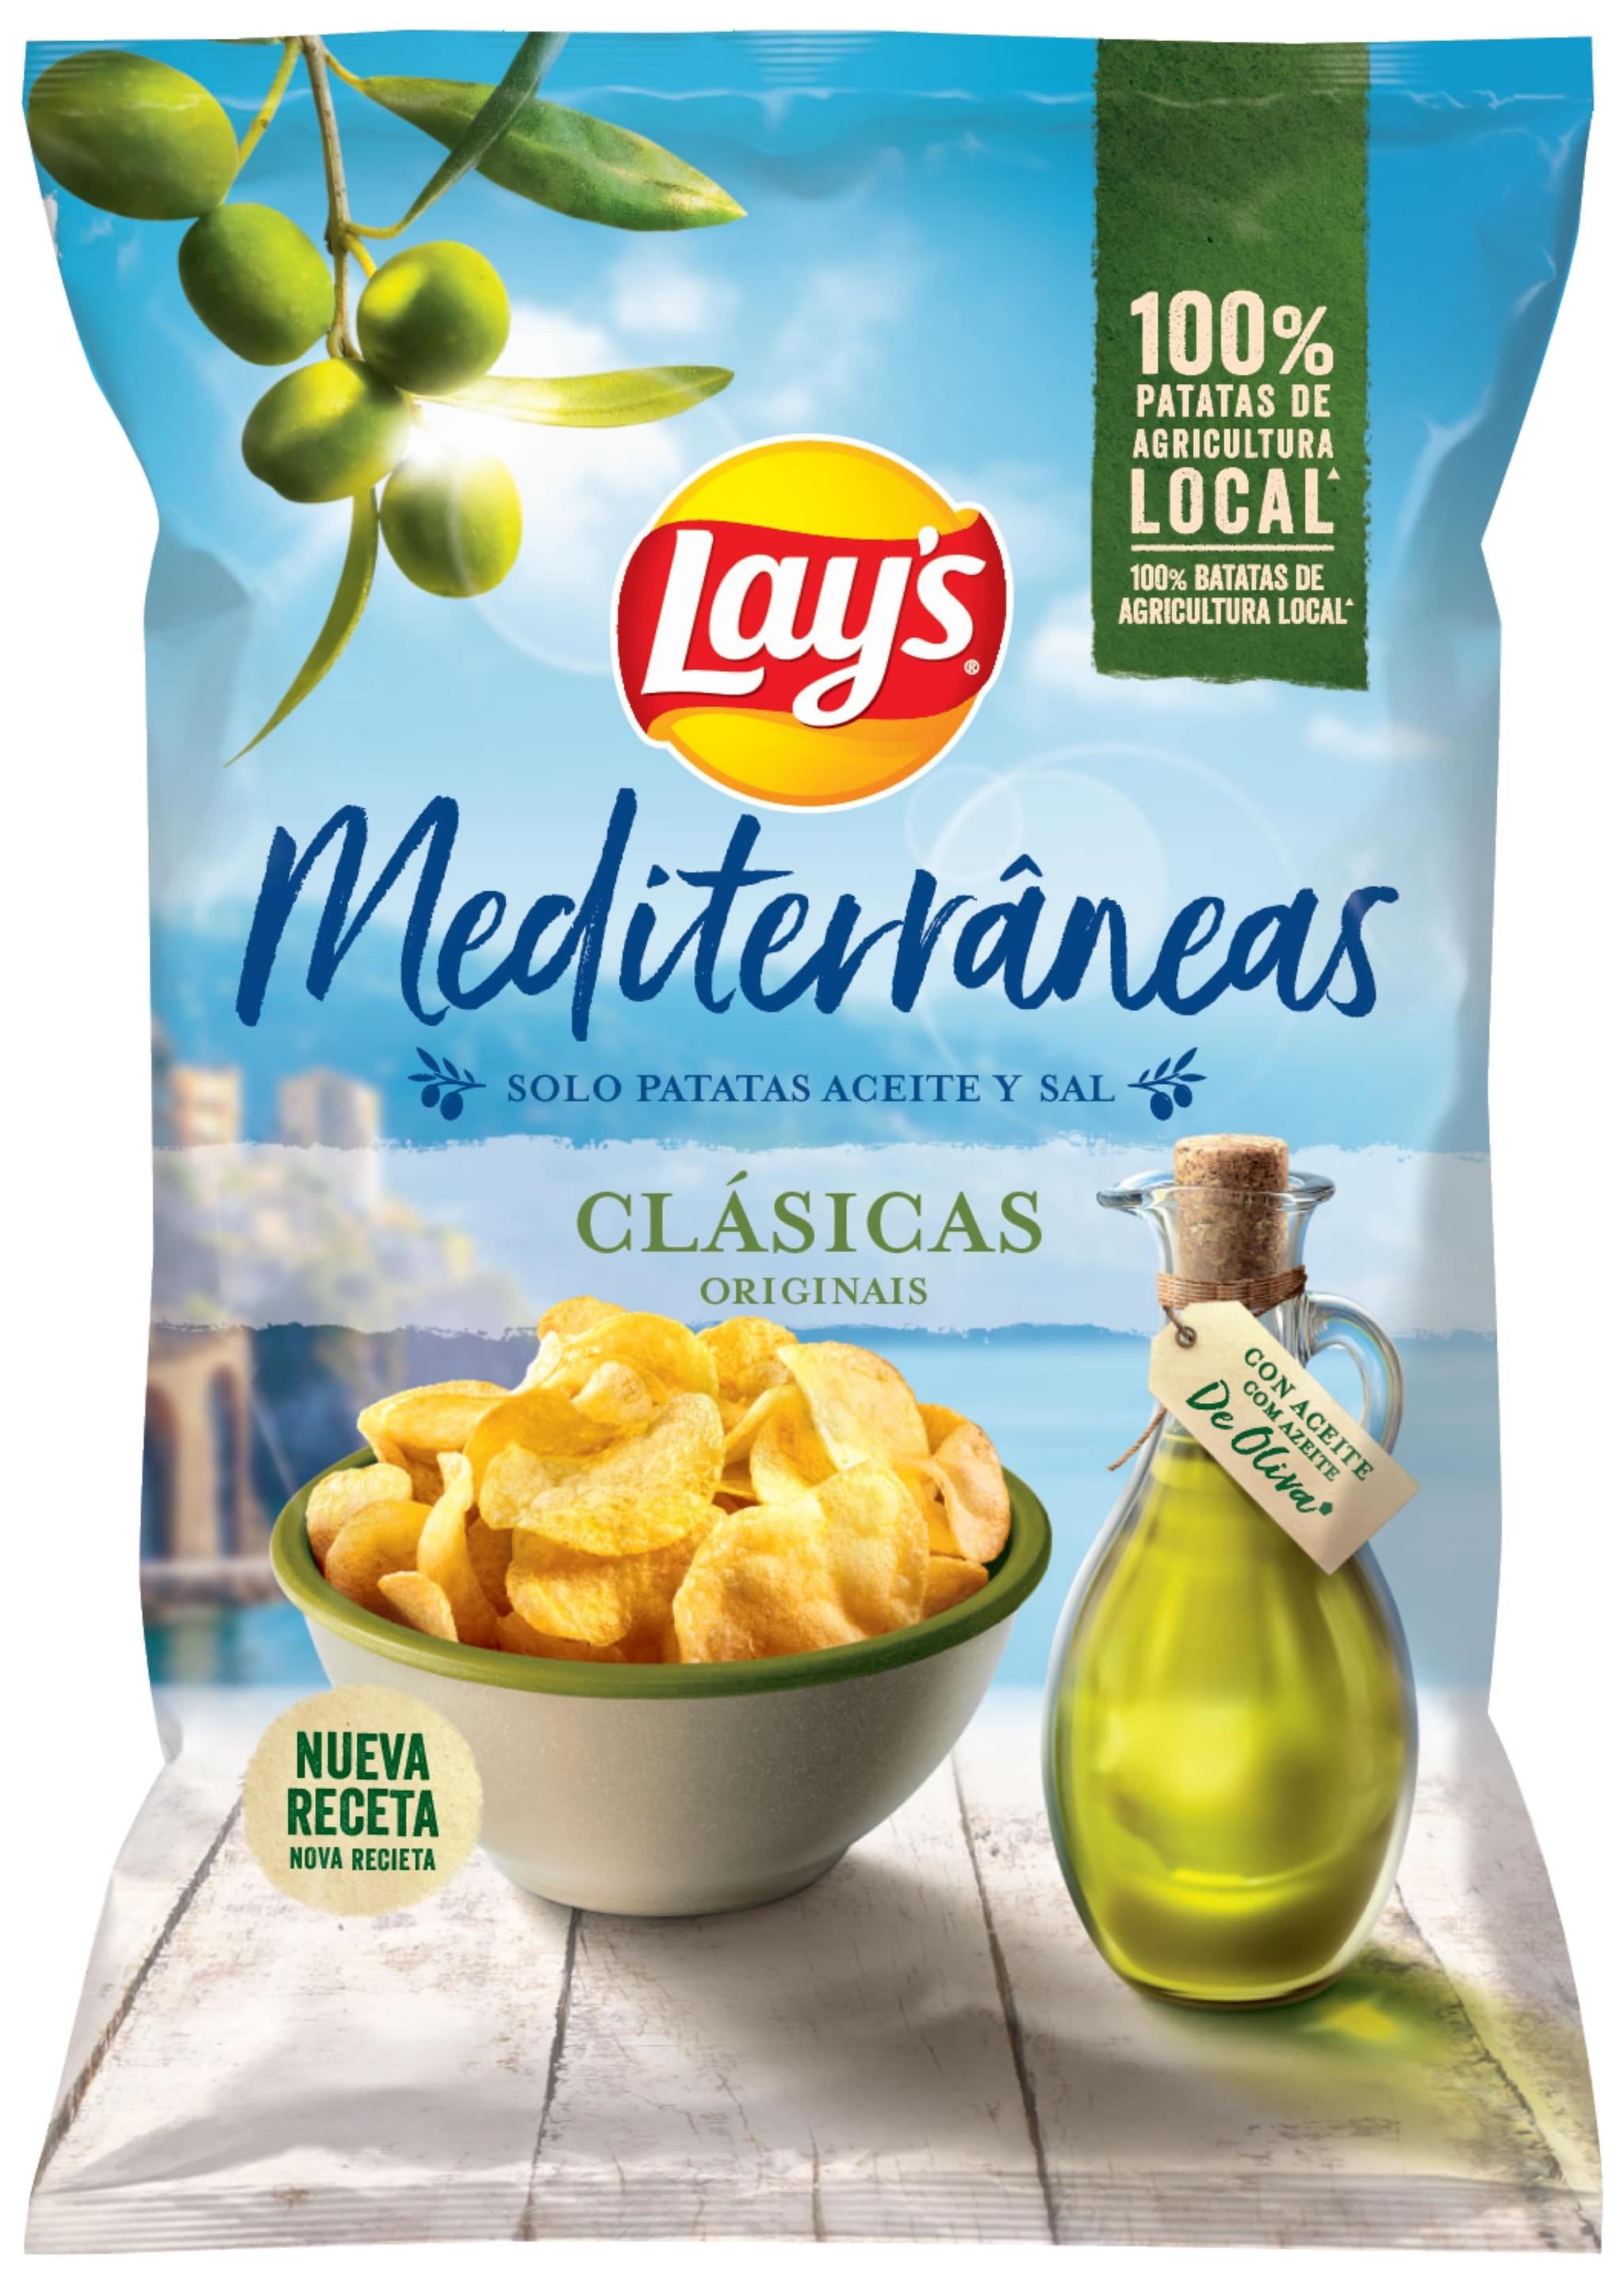 100%
PATATAS DE
AGRICULTURA
LOCAL▲
100% BATATAS DE
AGRICULTURA LOCAL▲
Lay's®
Mediterrâneas
SOLO PATATAS ACEITE Y SAL
CLÁSICAS
ORIGINAIS
CON ACEITE
COM AZEITE
De Oliva
NUEVA
RECETA
NOVA RECIETA